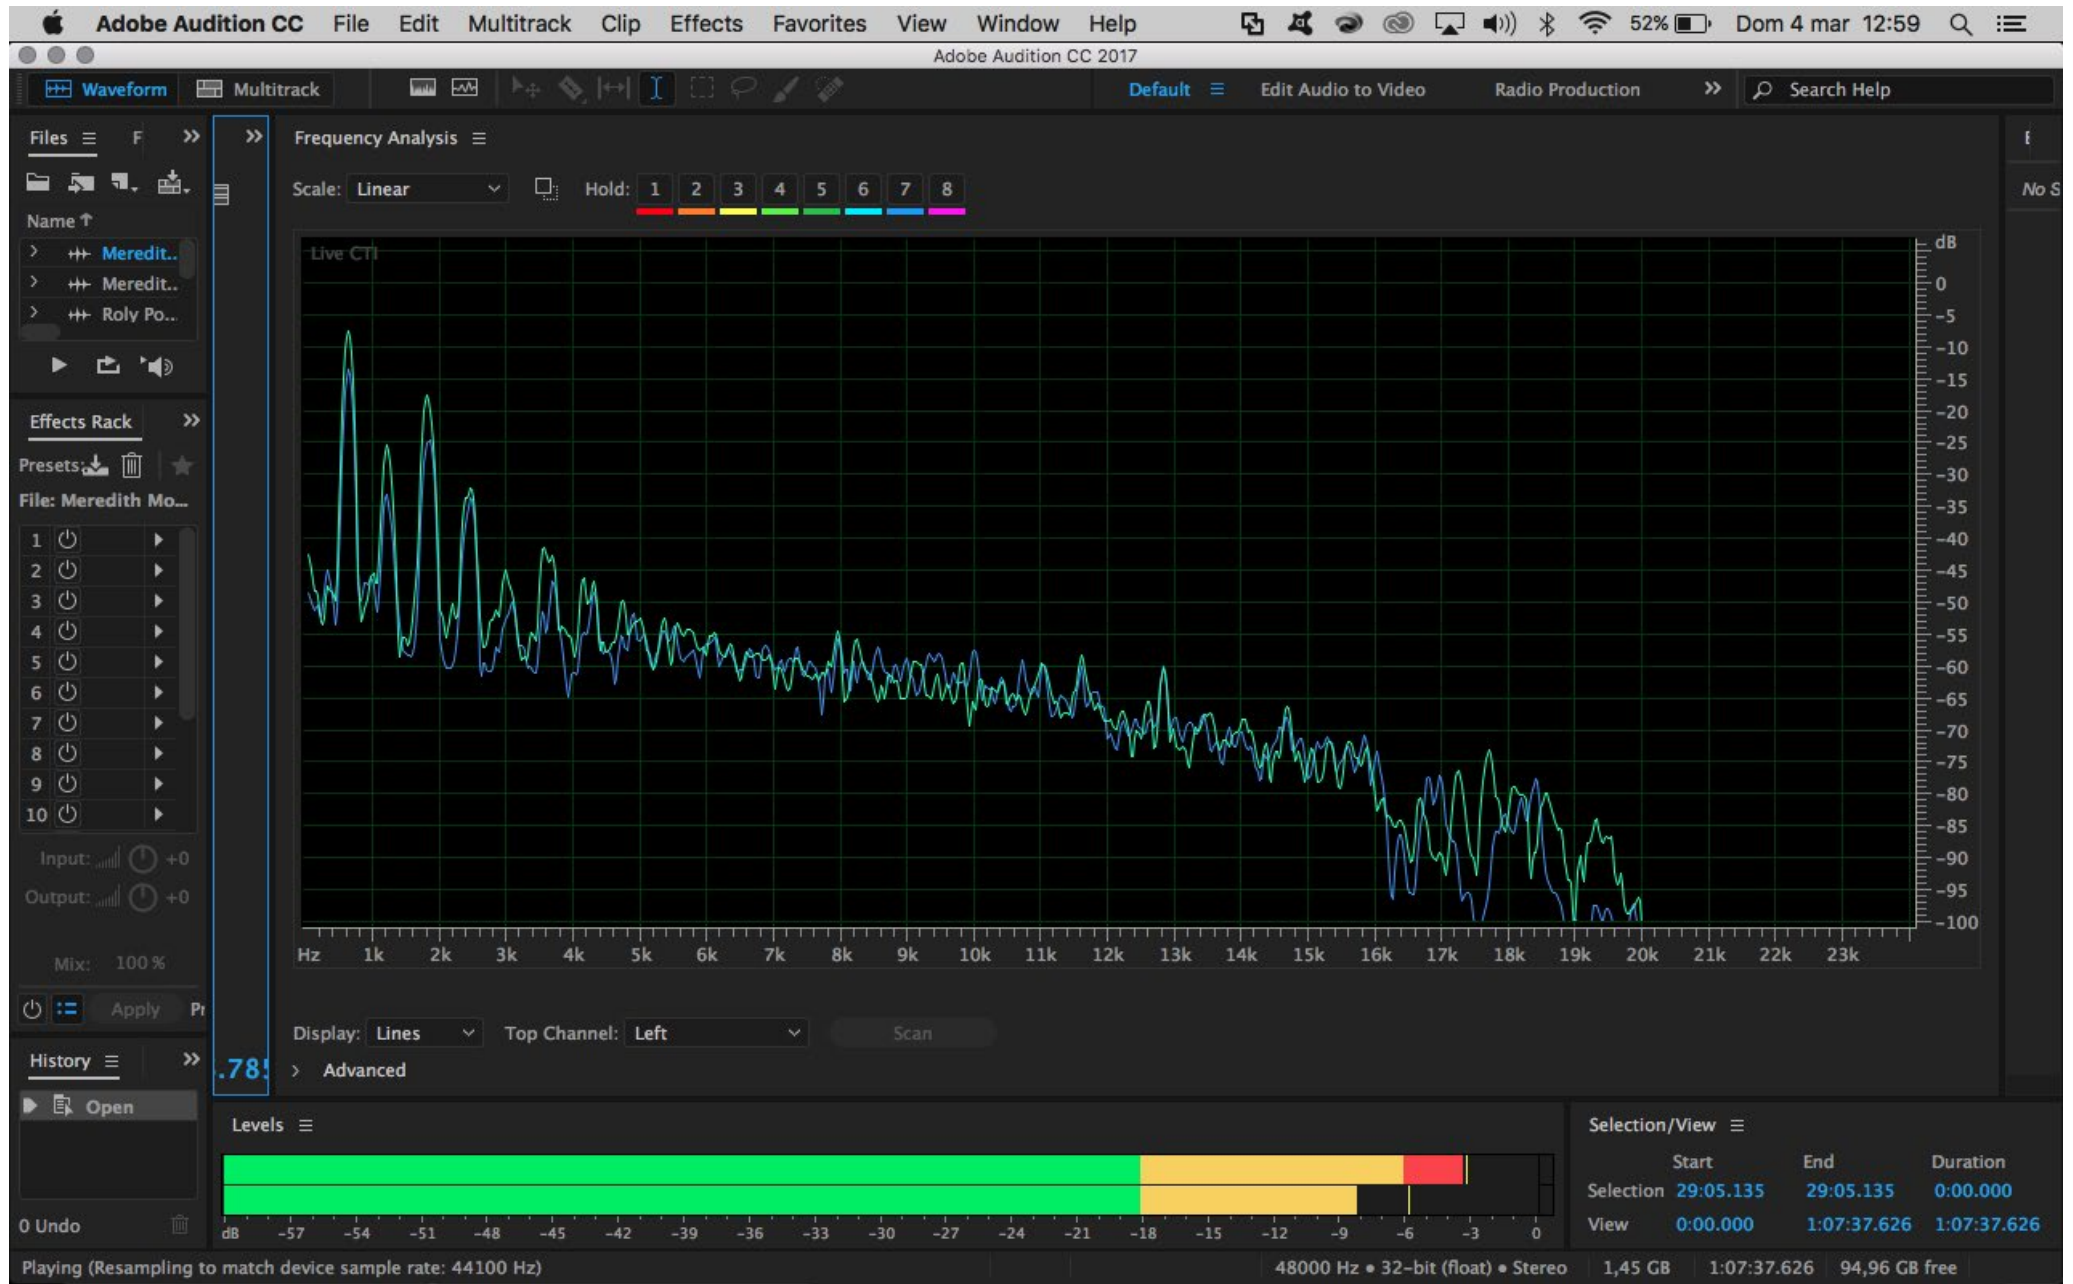 Adobe Audition CC File Edit Multitrack Clip Effects Favorites View Window Help 52% Dom 4 mar 12:59
Adobe Audition CC 2017
Waveform Multitrack Default Edit Audio to Video Radio Production Search Help
Files F
Name
Meredit..
Meredit..
Roly Po...
Effects Rack
Presets:
File: Meredith Mo...
1
2
3
4
5
6
7
8
9
10
Input: +0
Output: +0
Mix: 100 %
Apply
History
Open
0 Undo
.785
Frequency Analysis
Scale: Linear Hold: 1 2 3 4 5 6 7 8
Live CTI
dB
0
-5
-10
-15
-20
-25
-30
-35
-40
-45
-50
-55
-60
-65
-70
-75
-80
-85
-90
-95
-100
Hz 1k 2k 3k 4k 5k 6k 7k 8k 9k 10k 11k 12k 13k 14k 15k 16k 17k 18k 19k 20k 21k 22k 23k
Display: Lines Top Channel: Left Scan
Advanced
No S
Levels
dB -57 -54 -51 -48 -45 -42 -39 -36 -33 -30 -27 -24 -21 -18 -15 -12 -9 -6 -3 0
Selection/View
Start End Duration
Selection 29:05.135 29:05.135 0:00.000
View 0:00.000 1:07:37.626 1:07:37.626
Playing (Resampling to match device sample rate: 44100 Hz) 48000 Hz • 32-bit (float) • Stereo 1,45 GB 1:07:37.626 94,96 GB free